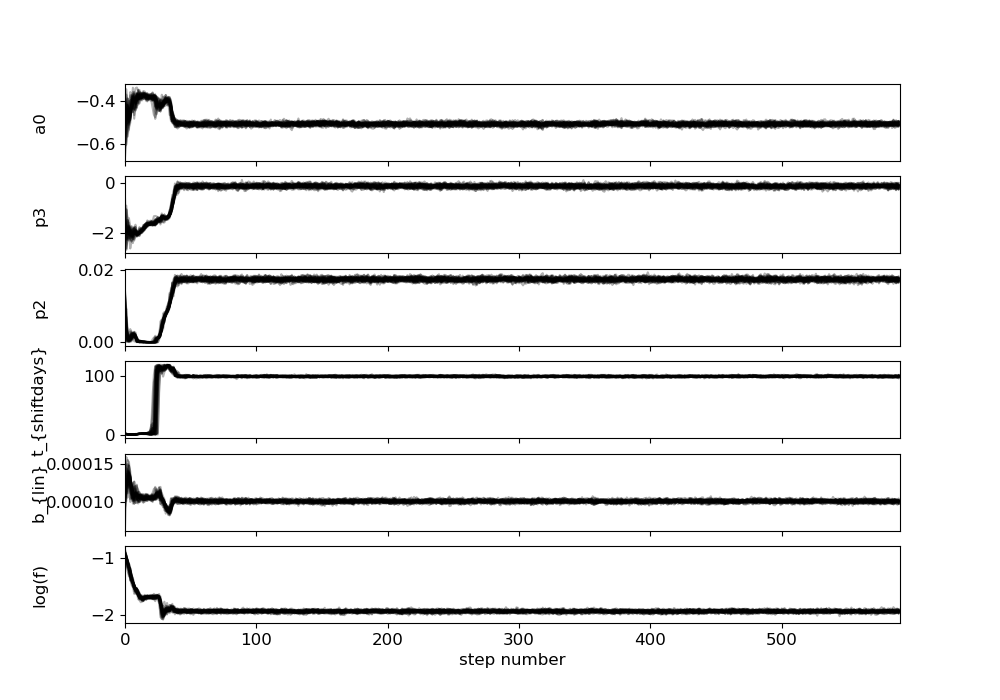 a0
−0.4
−0.6
p3
0
−2
p2
0.02
0.00
t_{shiftdays}
100
0
b_{lin}
0.00015
0.00010
log(f)
−1
−2
0 100 200 300 400 500
step number